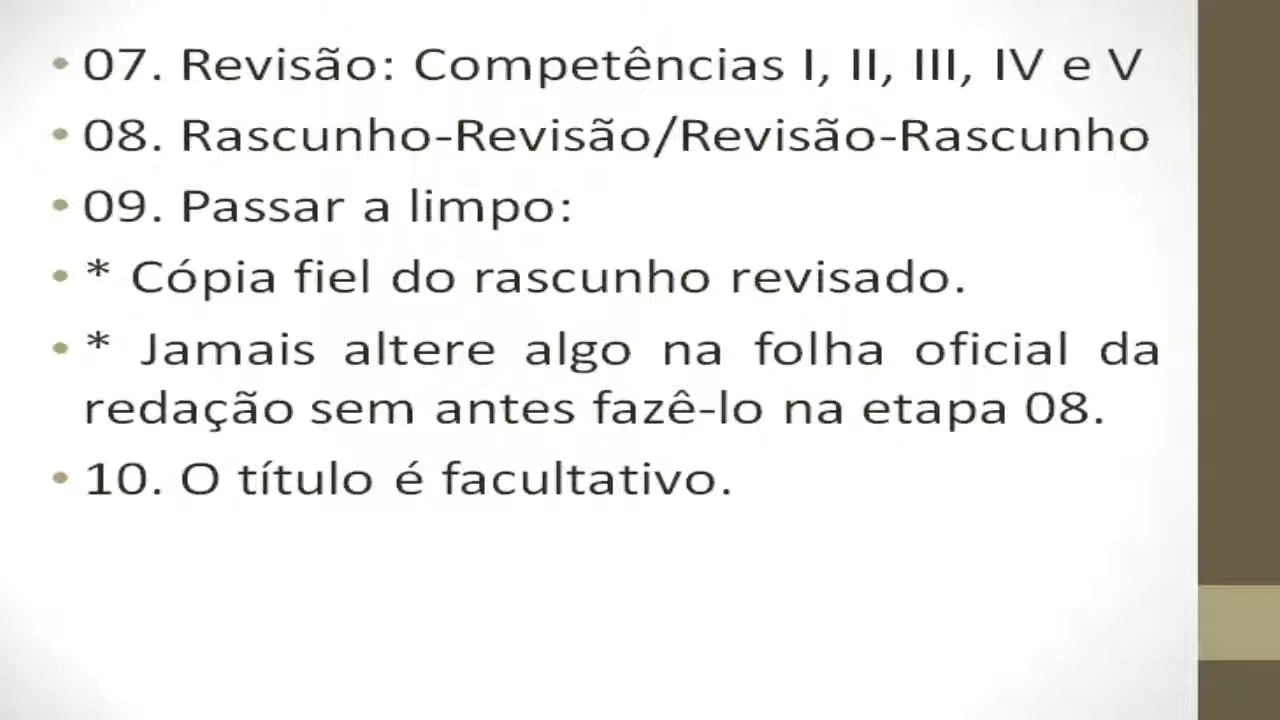 • 07. Revisão: Competências I, II, III, IV e V
• 08. Rascunho-Revisão/Revisão-Rascunho
• 09. Passar a limpo:
• * Cópia fiel do rascunho revisado.
• * Jamais altere algo na folha oficial da
redação sem antes fazê-lo na etapa 08.
• 10. O título é facultativo.